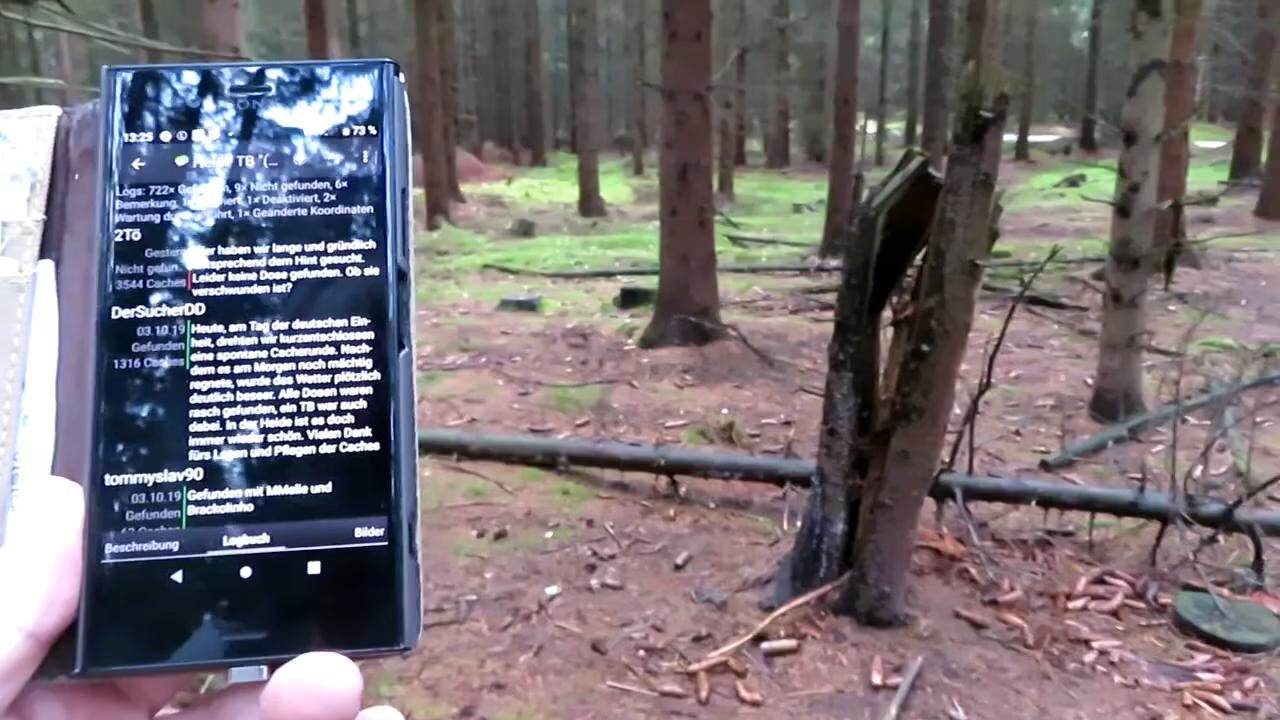 SONY
13:25
73 %
TB "(...
Logs: 722× Gefunden, 9× Nicht gefunden, 6×
Bemerkung, 1× Deaktiviert, 2×
Wartung durchgeführt, 1× Geänderte Koordinaten
2Tö
Gestern
Nicht gefun.
3544 Caches
Hier haben wir lange und gründlich
entsprechend dem Hint gesucht.
Leider keine Dose gefunden. Ob sie
verschwunden ist?
DerSucherDD
03.10.19
Gefunden
1316 Caches
Heute, am Tag der deutschen Ein-
heit, drehten wir kurzentschlossen
eine spontane Cacherunde. Nach-
dem es am Morgen noch mächtig
regnete, wurde das Wetter plötzlich
deutlich besser. Alle Dosen waren
rasch gefunden, ein TB war auch
dabei. In der Heide ist es doch
immer wieder schön. Vielen Dank
fürs Legen und Pflegen der Caches
tommyslav90
03.10.19
Gefunden
Gefunden mit MMelle und
Brackolinho
Beschreibung
Logbuch
Bilder